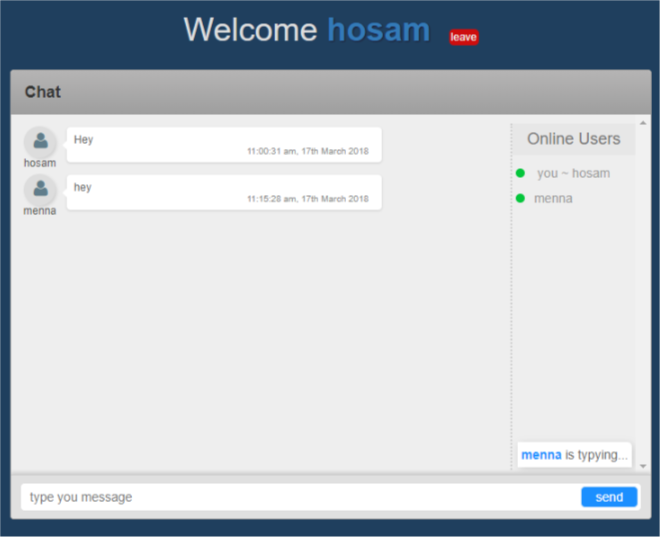 Welcome hosam leave
Chat
Hey
11:00:31 am, 17th March 2018
hosam
hey
11:15:28 am, 17th March 2018
menna
Online Users
you ~ hosam
menna
menna is typying...
type you message
send